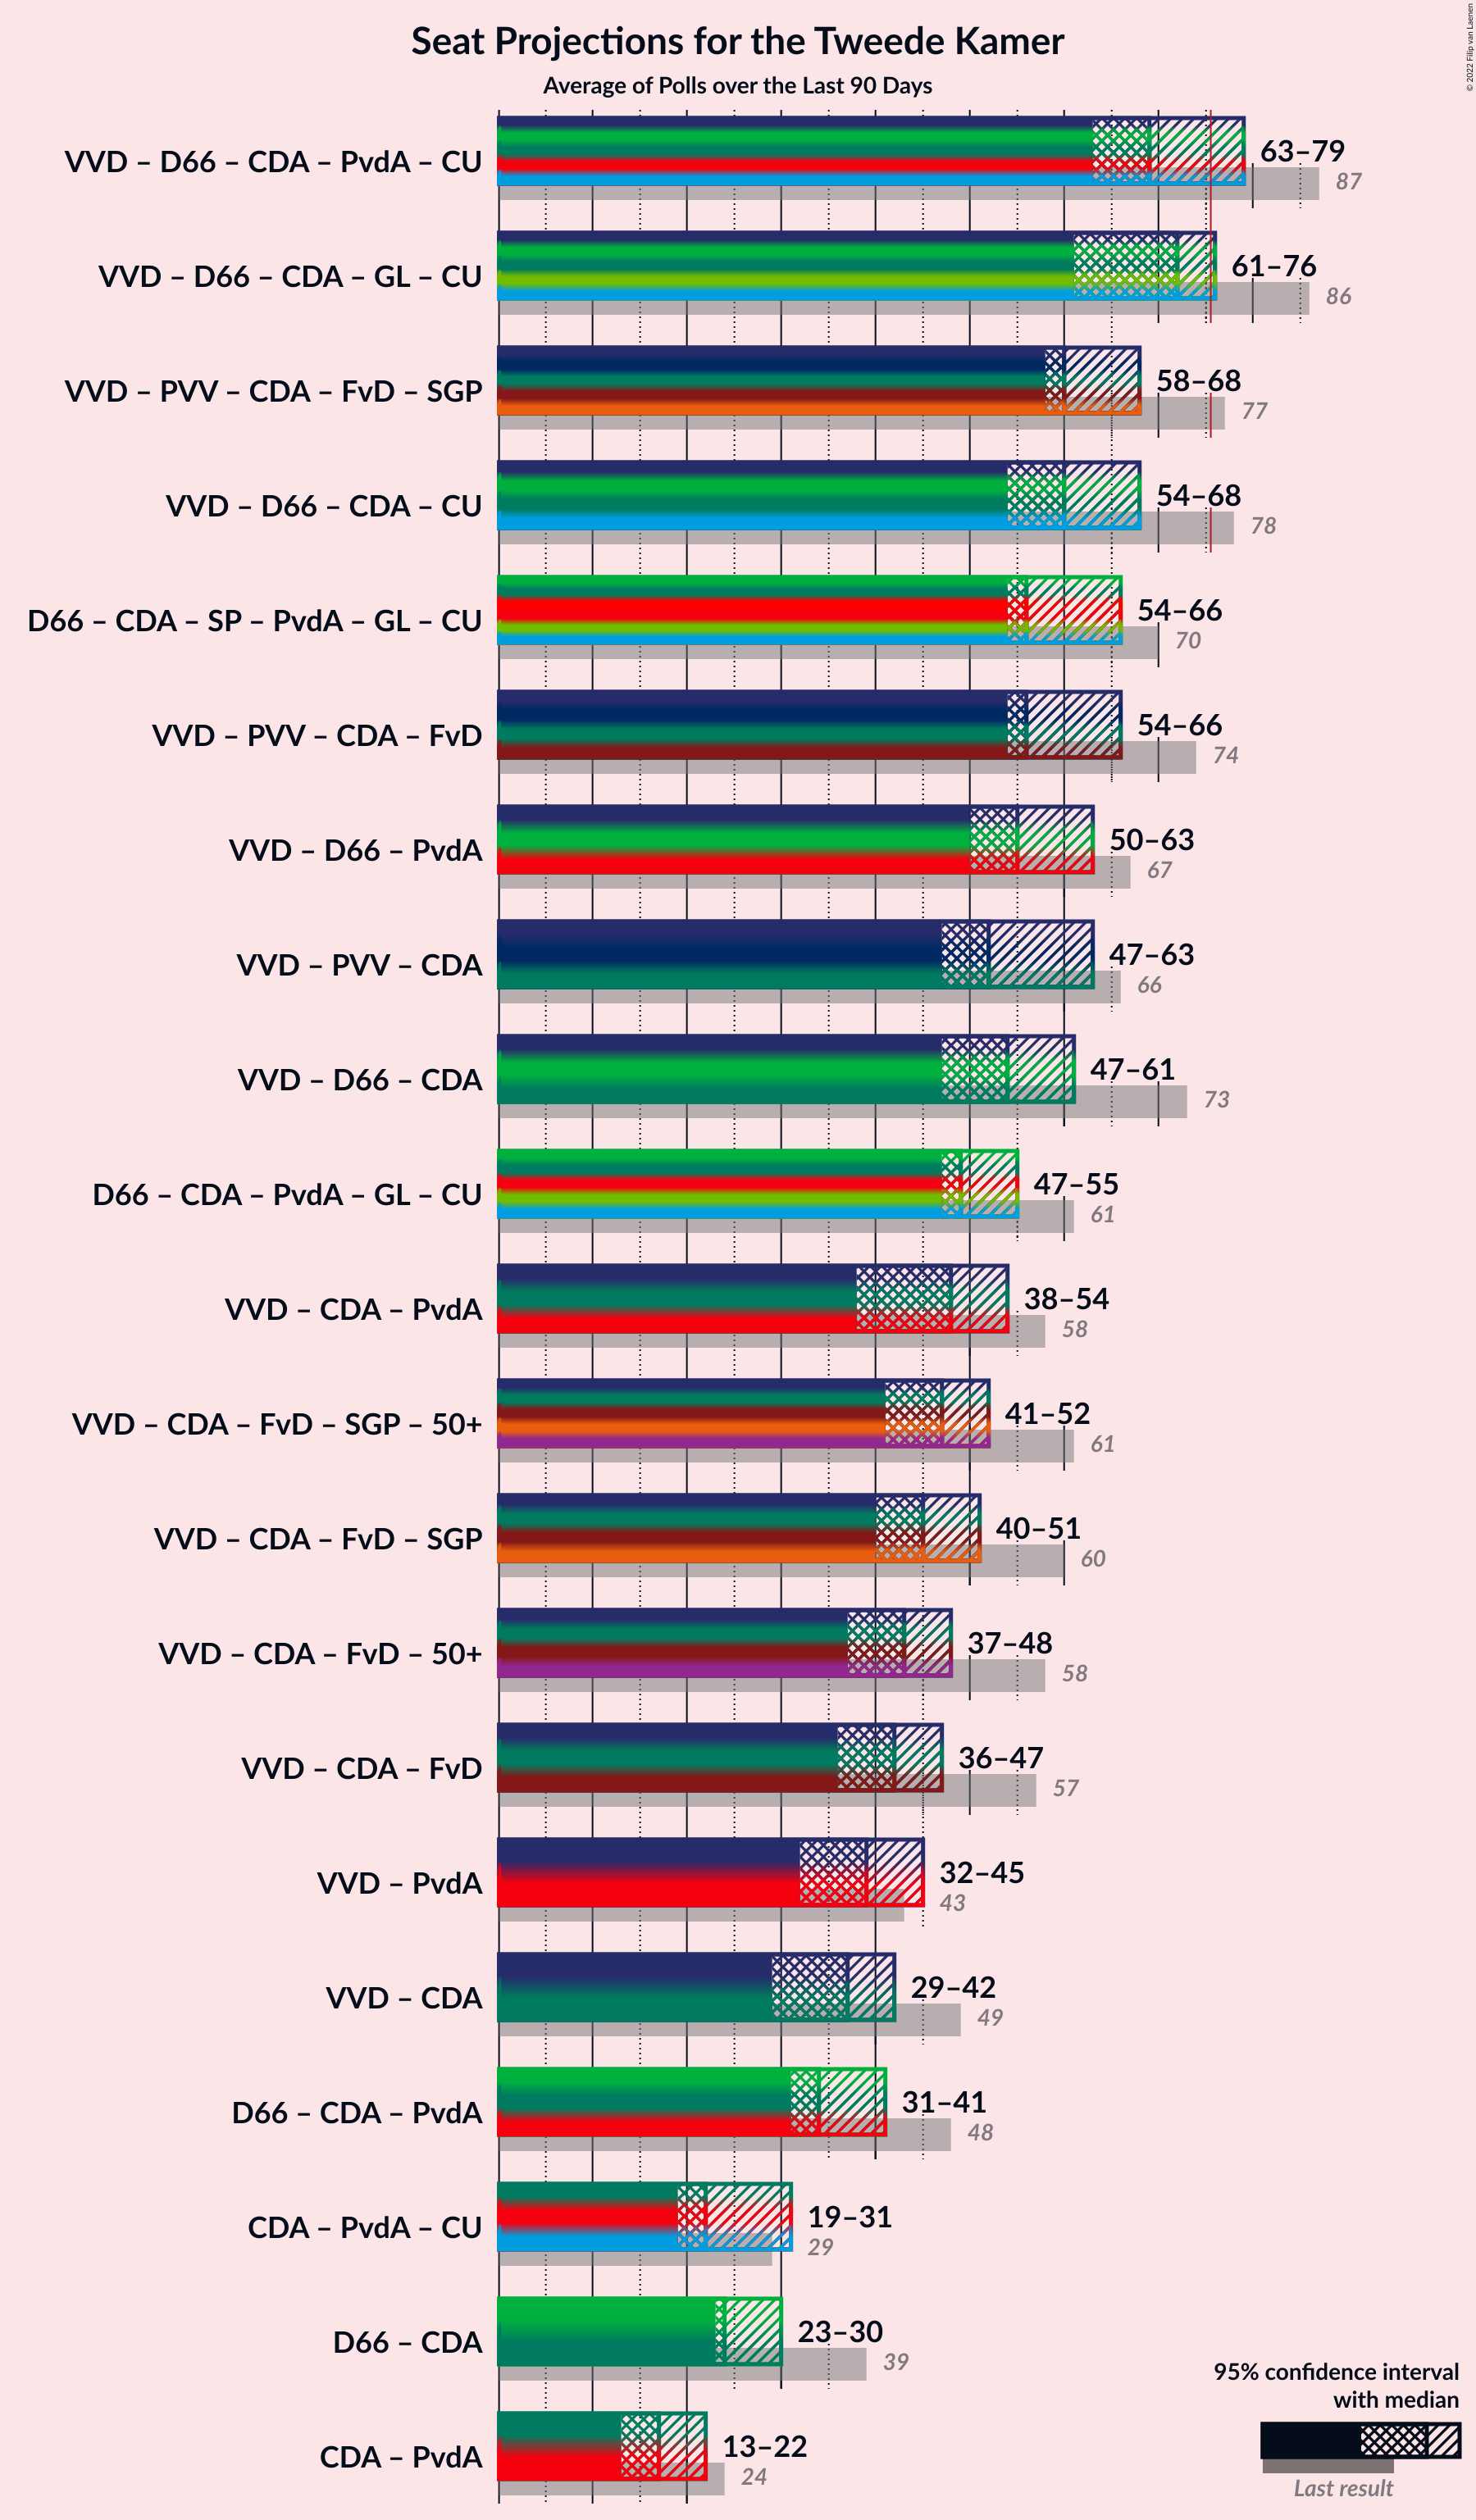 Seat Projections for the Tweede Kamer
Average of Polls over the Last 90 Days
© 2022 Filip van Laenen
VVD – D66 – CDA – PvdA – CU
63–79
87
VVD – D66 – CDA – GL – CU
61–76
86
VVD – PVV – CDA – FvD – SGP
58–68
77
VVD – D66 – CDA – CU
54–68
78
D66 – CDA – SP – PvdA – GL – CU
54–66
70
VVD – PVV – CDA – FvD
54–66
74
VVD – D66 – PvdA
50–63
67
VVD – PVV – CDA
47–63
66
VVD – D66 – CDA
47–61
73
D66 – CDA – PvdA – GL – CU
47–55
61
VVD – CDA – PvdA
38–54
58
VVD – CDA – FvD – SGP – 50+
41–52
61
VVD – CDA – FvD – SGP
40–51
60
VVD – CDA – FvD – 50+
37–48
58
VVD – CDA – FvD
36–47
57
VVD – PvdA
32–45
43
VVD – CDA
29–42
49
D66 – CDA – PvdA
31–41
48
CDA – PvdA – CU
19–31
29
D66 – CDA
23–30
39
CDA – PvdA
13–22
24
95% confidence interval
with median
Last result